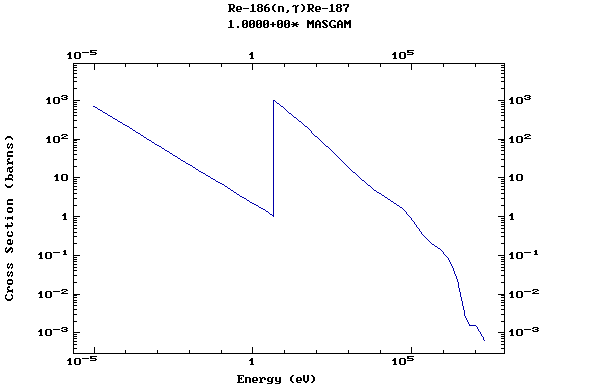 Re-186(n,γ)Re-187
1.0000+00* MASGAM
10⁻⁵ 1 10⁵
10³ 10³
10² 10²
10 10
1 1
10⁻¹ 10⁻¹
10⁻² 10⁻²
10⁻³ 10⁻³
10⁻⁵ 1 10⁵
Energy (eV)
Cross Section (barns)